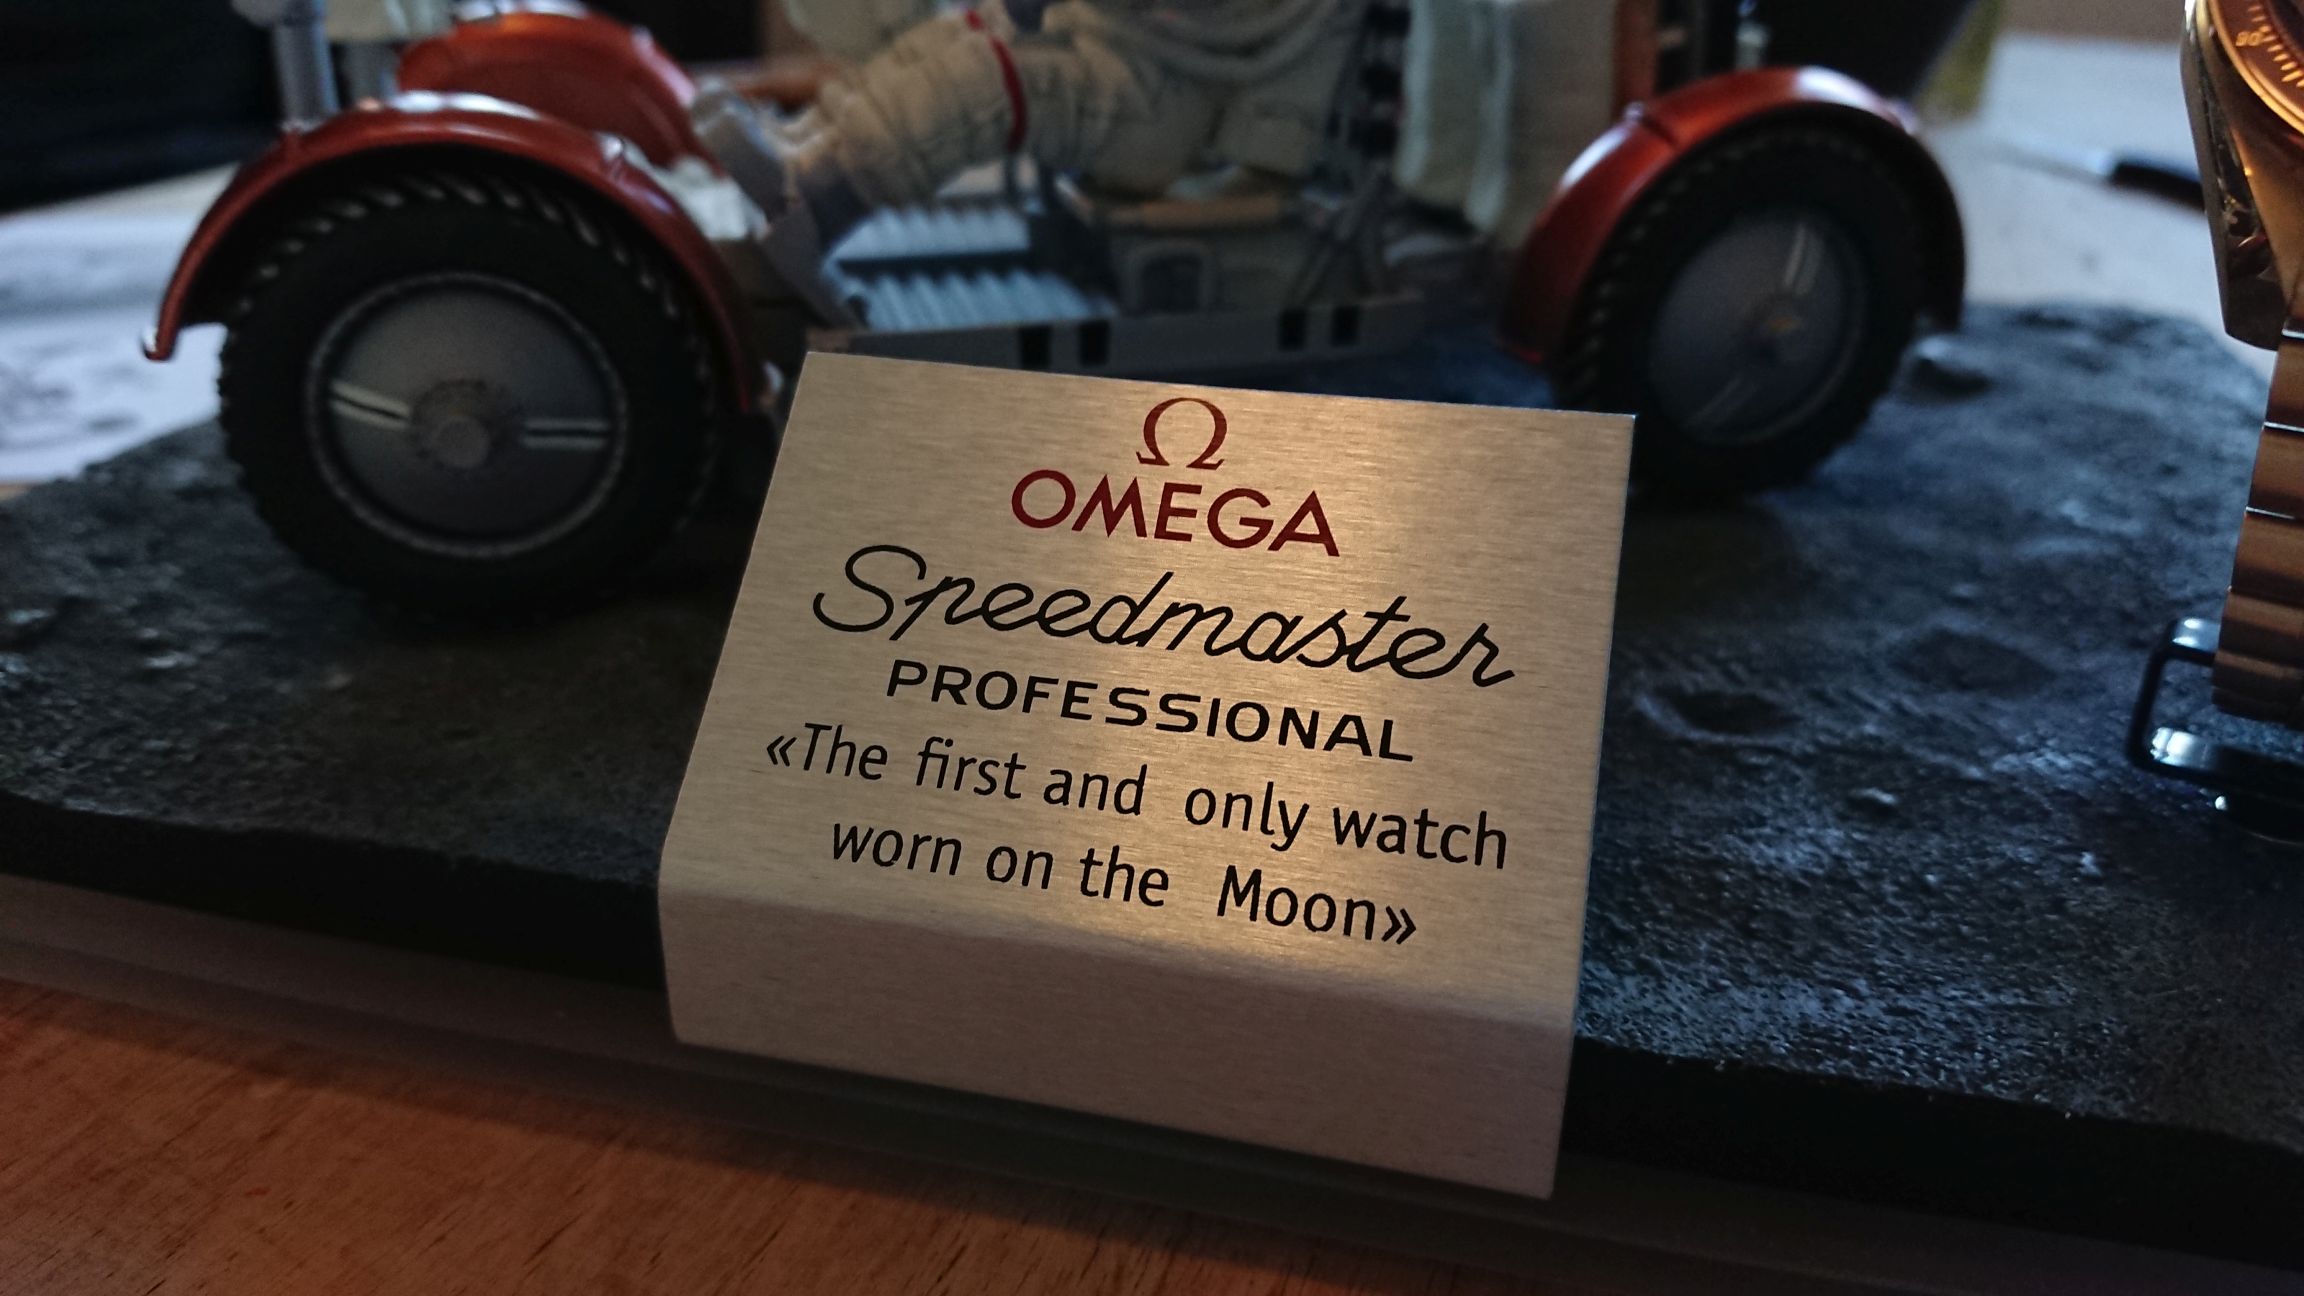 Ω
OMEGA
Speedmaster
PROFESSIONAL
«The first and only watch
worn on the Moon»